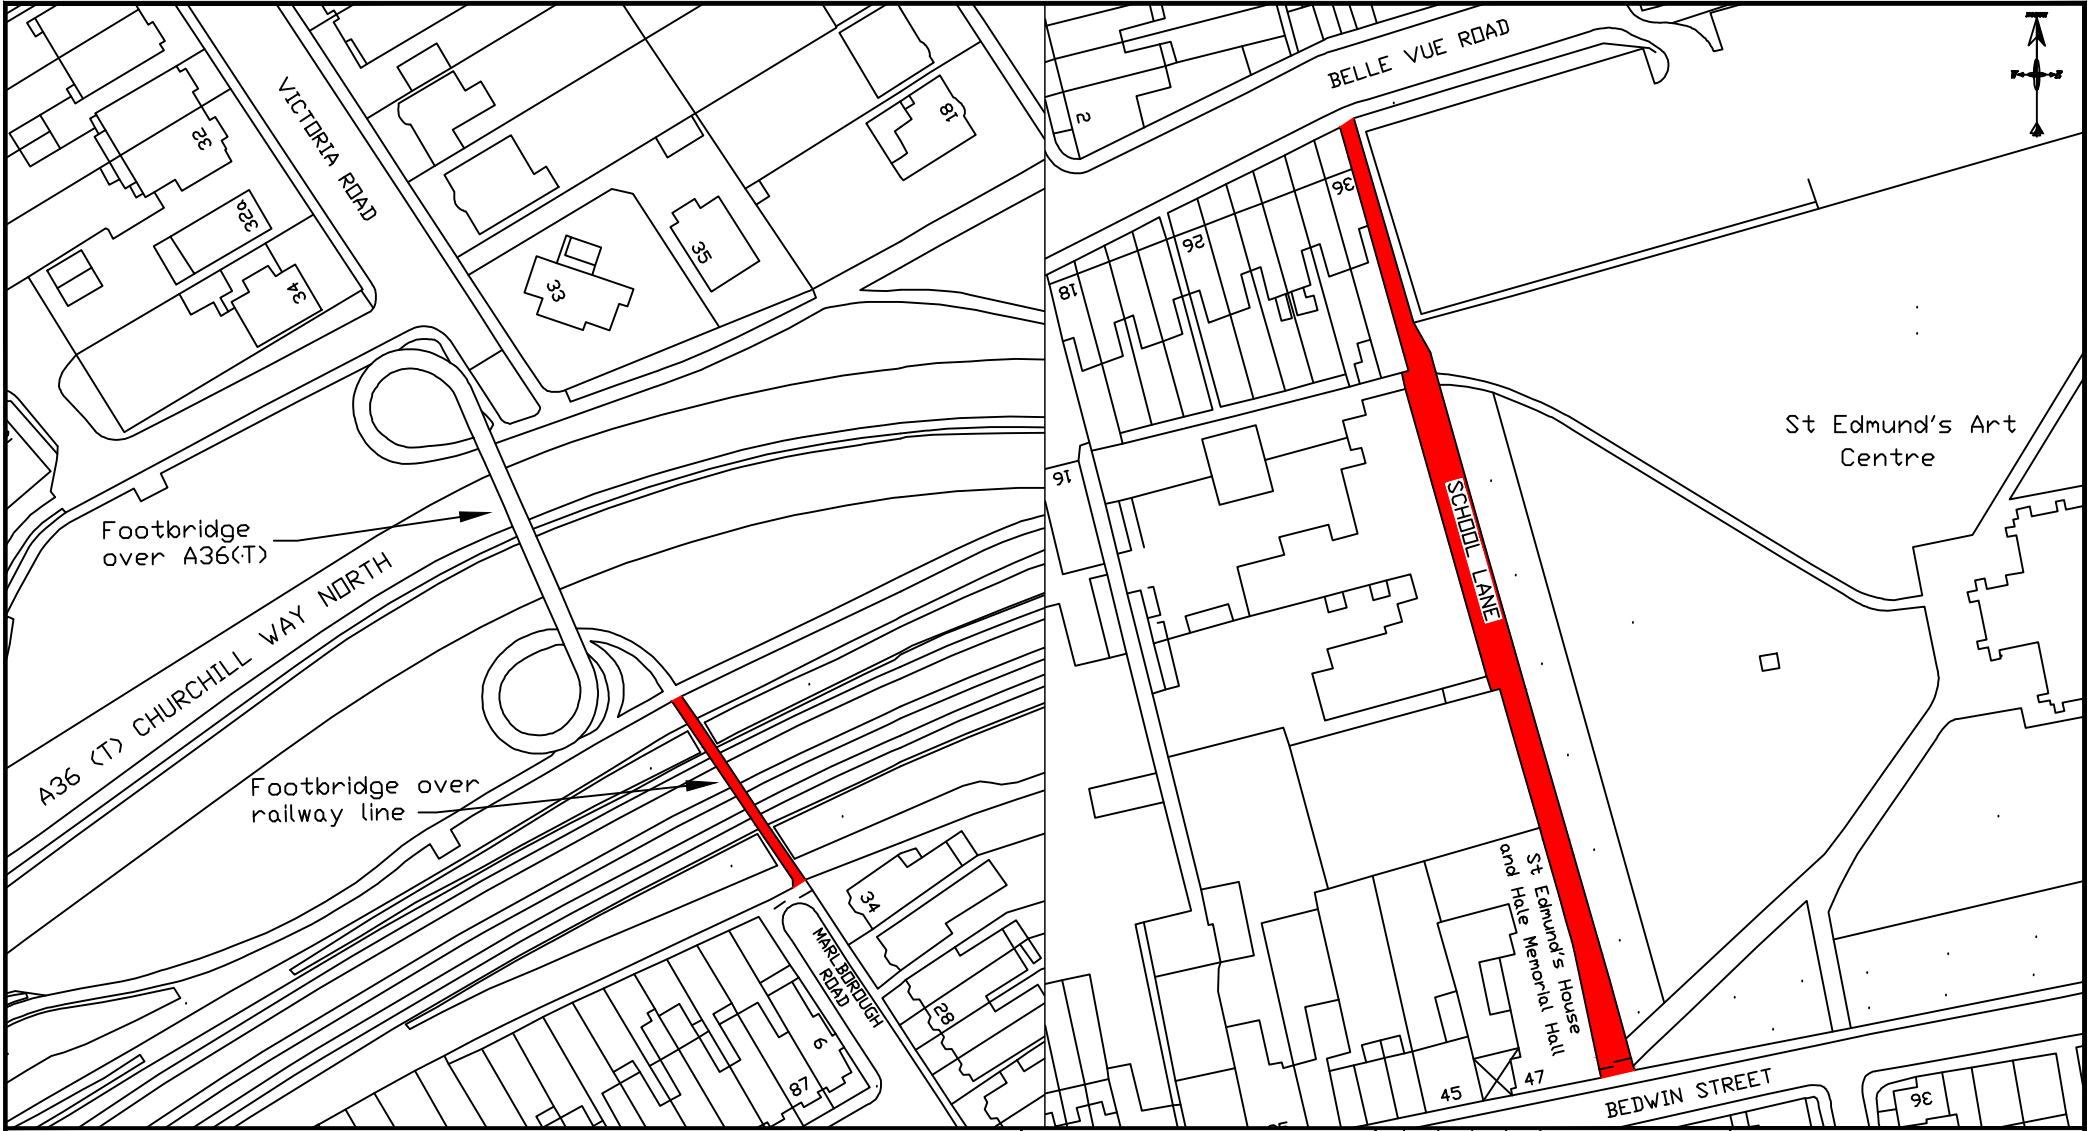 VICTORIA ROAD
32
32a
34
33
35
18
Footbridge
over A36(T)
A36 (T) CHURCHILL WAY NORTH
Footbridge over
railway line
34
28
MARLBOROUGH
ROAD
6
87
BELLE VUE ROAD
2
36
26
18
16
SCHOOL LANE
St Edmund's Art
Centre
St Edmund's House
and Hale Memorial Hall
45
47
BEDWIN STREET
36